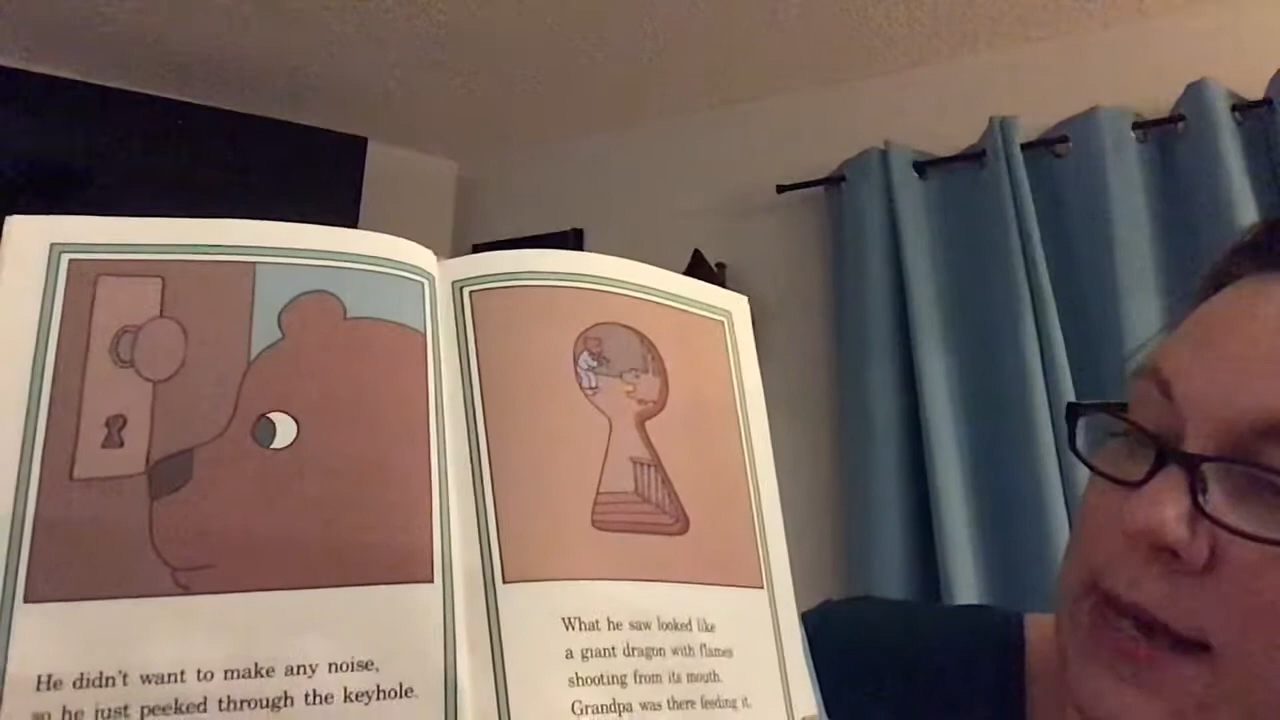 He didn't want to make any noise,
so he just peeked through the keyhole.
What he saw looked like
a giant dragon with flames
shooting from its mouth.
Grandpa was there feeding it.